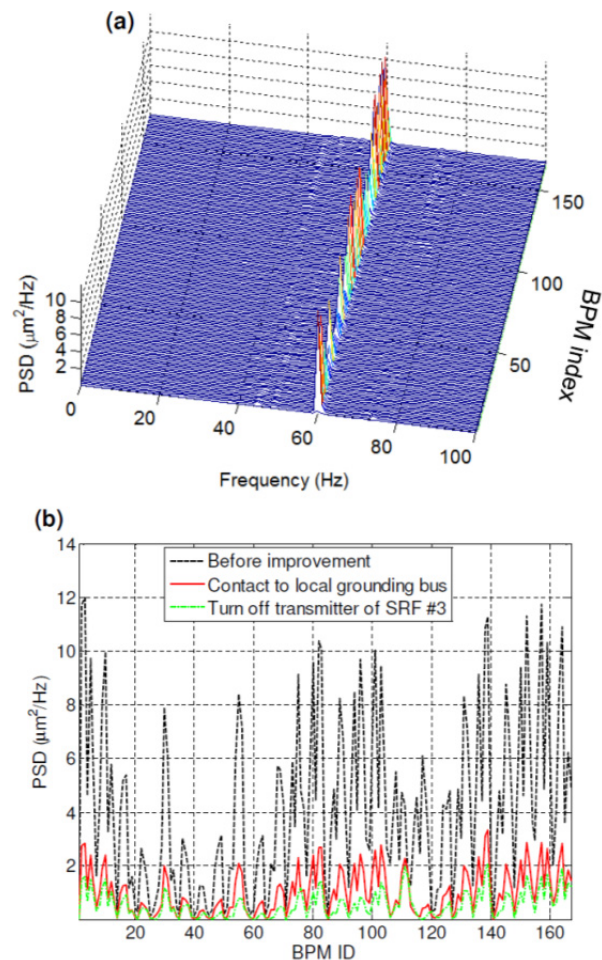 (a)
PSD (μm²/Hz)
10
8
6
4
2
0
20
40
60
80
100
Frequency (Hz)
50
100
150
BPM index
(b)
PSD (μm²/Hz)
14
12
10
8
6
4
2
Before improvement
Contact to local grounding bus
Turn off transmitter of SRF #3
20 40 60 80 100 120 140 160
BPM ID